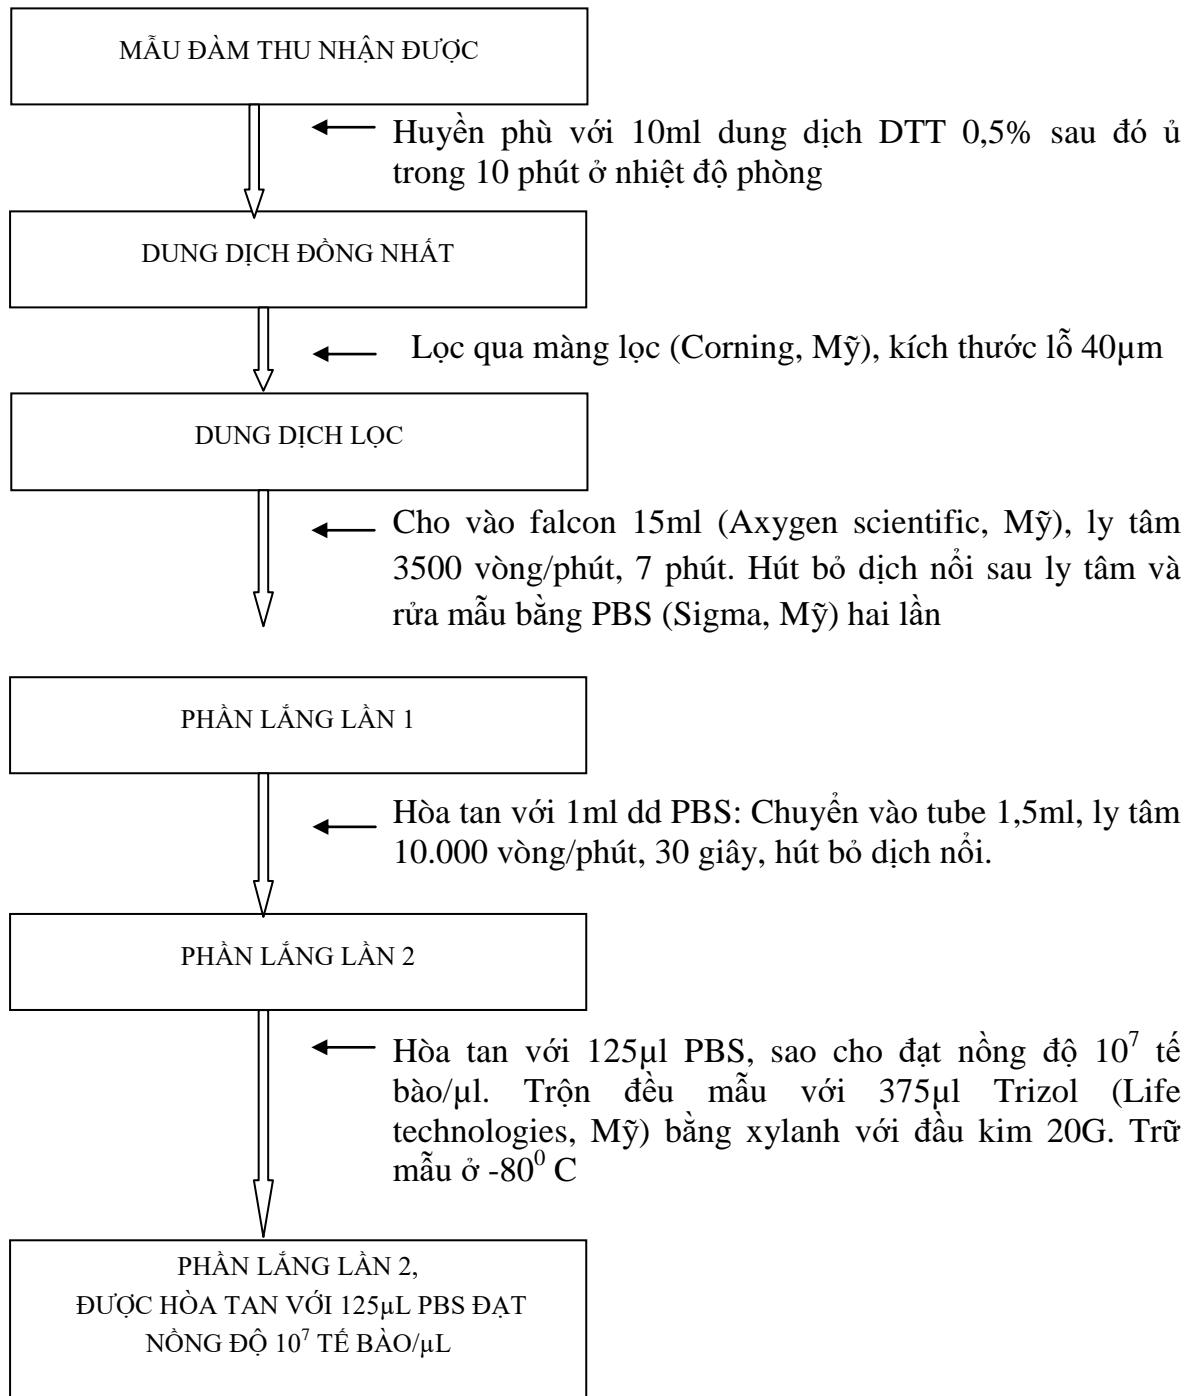 MẪU ĐÀM THU NHẬN ĐƯỢC
Huyền phù với 10ml dung dịch DTT 0,5% sau đó ủ
trong 10 phút ở nhiệt độ phòng
DUNG DỊCH ĐỒNG NHẤT
Lọc qua màng lọc (Corning, Mỹ), kích thước lỗ 40µm
DUNG DỊCH LỌC
Cho vào falcon 15ml (Axygen scientific, Mỹ), ly tâm
3500 vòng/phút, 7 phút. Hút bỏ dịch nổi sau ly tâm và
rửa mẫu bằng PBS (Sigma, Mỹ) hai lần
PHẦN LẮNG LẦN 1
Hòa tan với 1ml dd PBS: Chuyển vào tube 1,5ml, ly tâm
10.000 vòng/phút, 30 giây, hút bỏ dịch nổi.
PHẦN LẮNG LẦN 2
Hòa tan với 125µl PBS, sao cho đạt nồng độ 10⁷ tế
bào/µl. Trộn đều mẫu với 375µl Trizol (Life
technologies, Mỹ) bằng xylanh với đầu kim 20G. Trữ
mẫu ở -80⁰ C
PHẦN LẮNG LẦN 2,
ĐƯỢC HÒA TAN VỚI 125µL PBS ĐẠT
NỒNG ĐỘ 10⁷ TẾ BÀO/µL